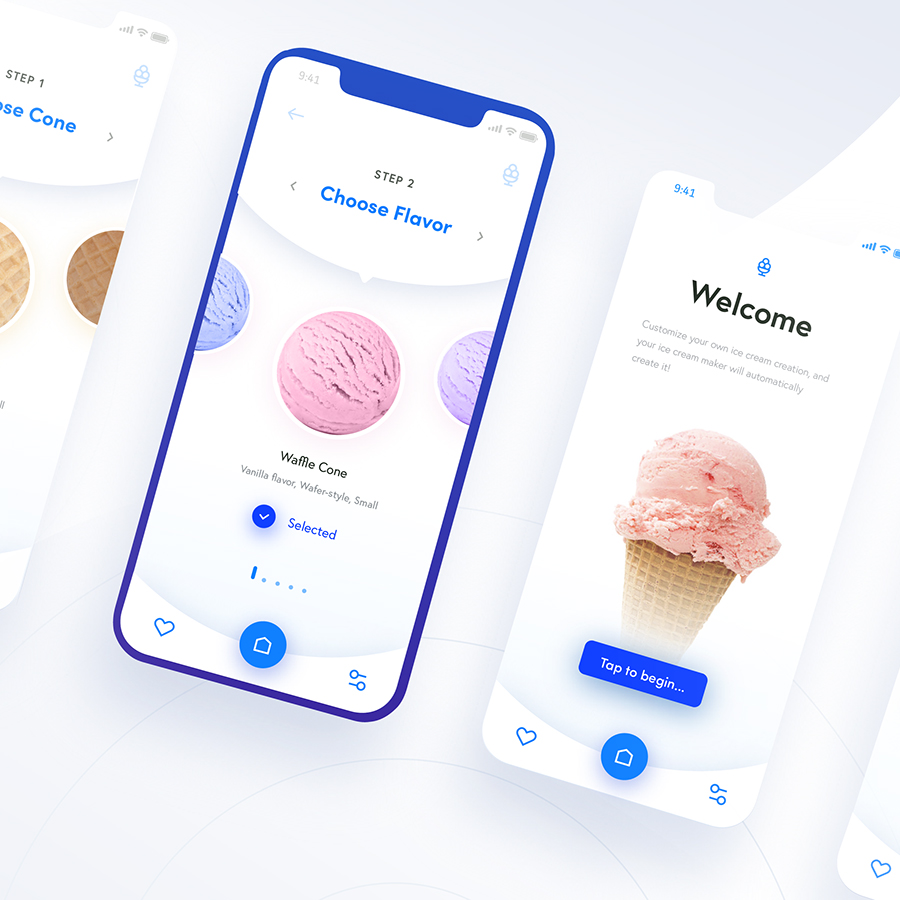 STEP 1
ose Cone
9:41
STEP 2
Choose Flavor
Waffle Cone
Vanilla flavor, Wafer-style, Small
Selected
9:41
Welcome
Customize your own ice cream creation, and
your ice cream maker will automatically
create it!
Tap to begin...